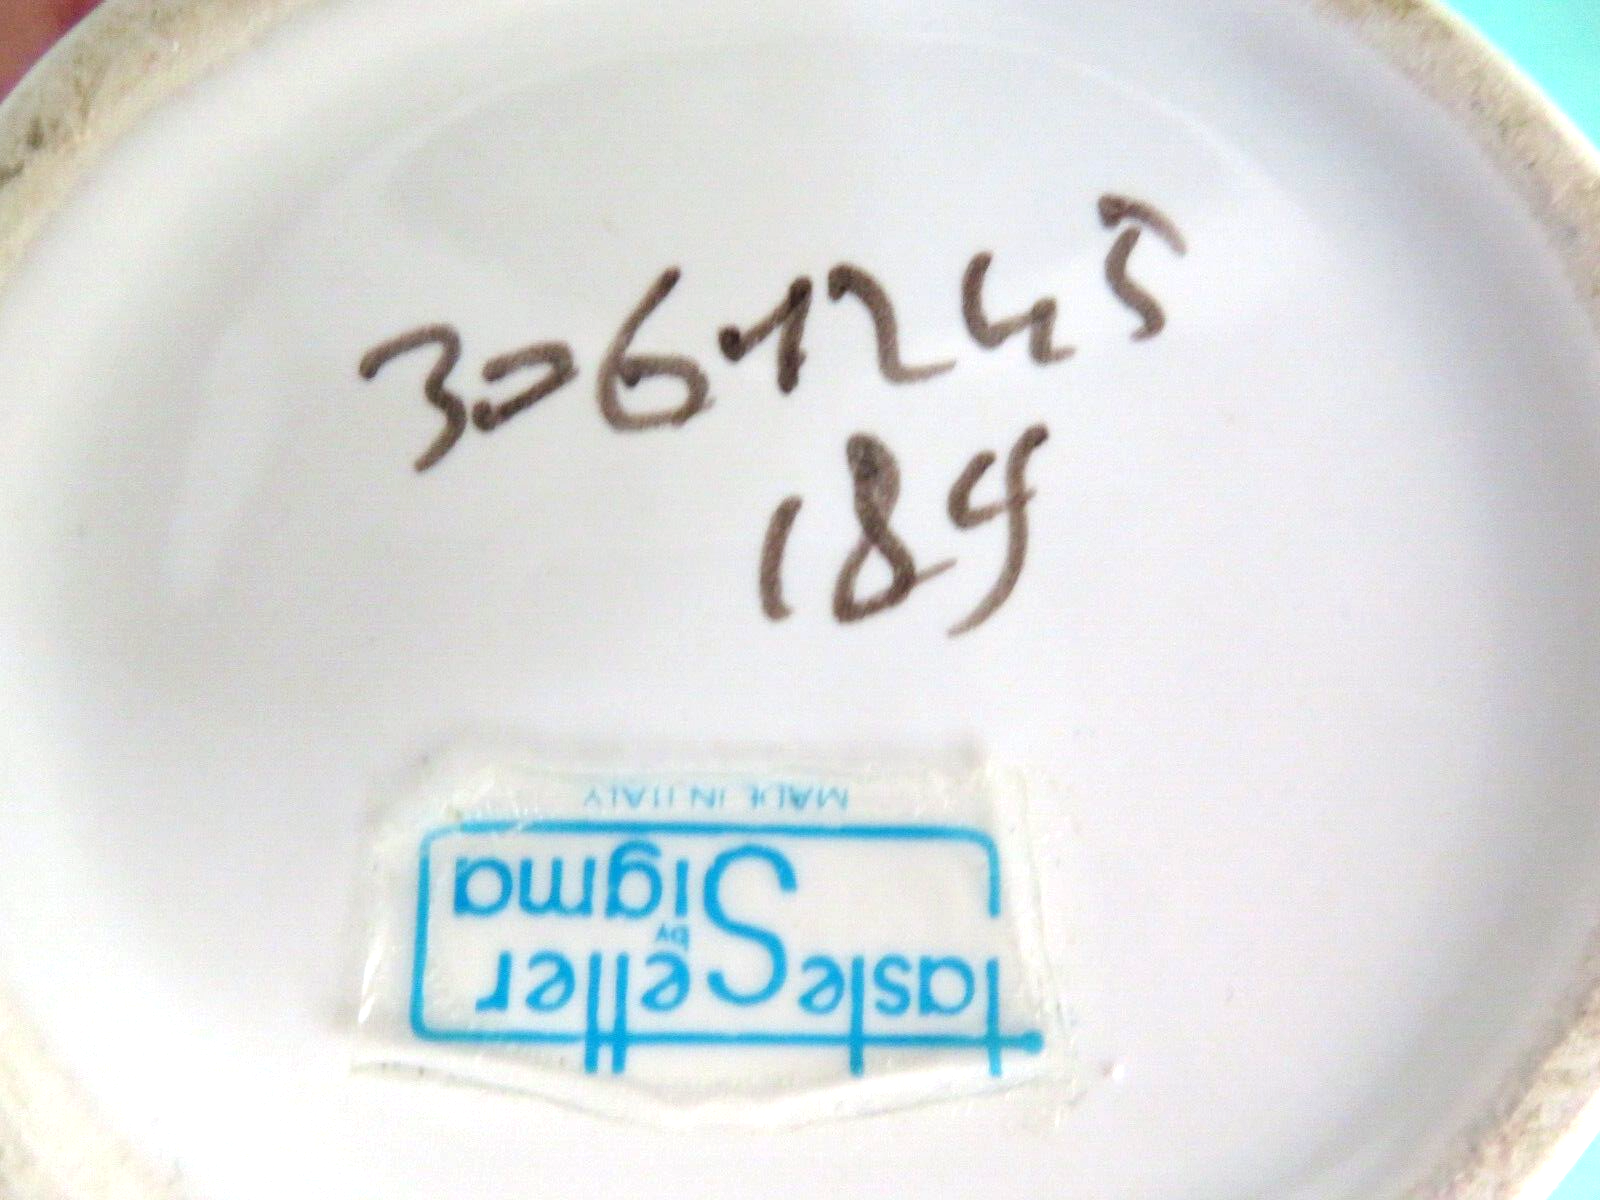 3061245
189
tasteSeller
by
Sigma
MADE IN ITALY